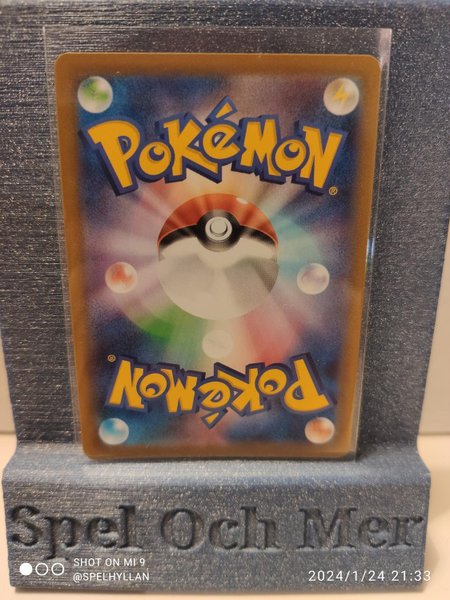 POKéMON®
POKéMON®
Spel Och Mer
SHOT ON MI 9
@SPELHYLLAN
2024/1/24 21:33